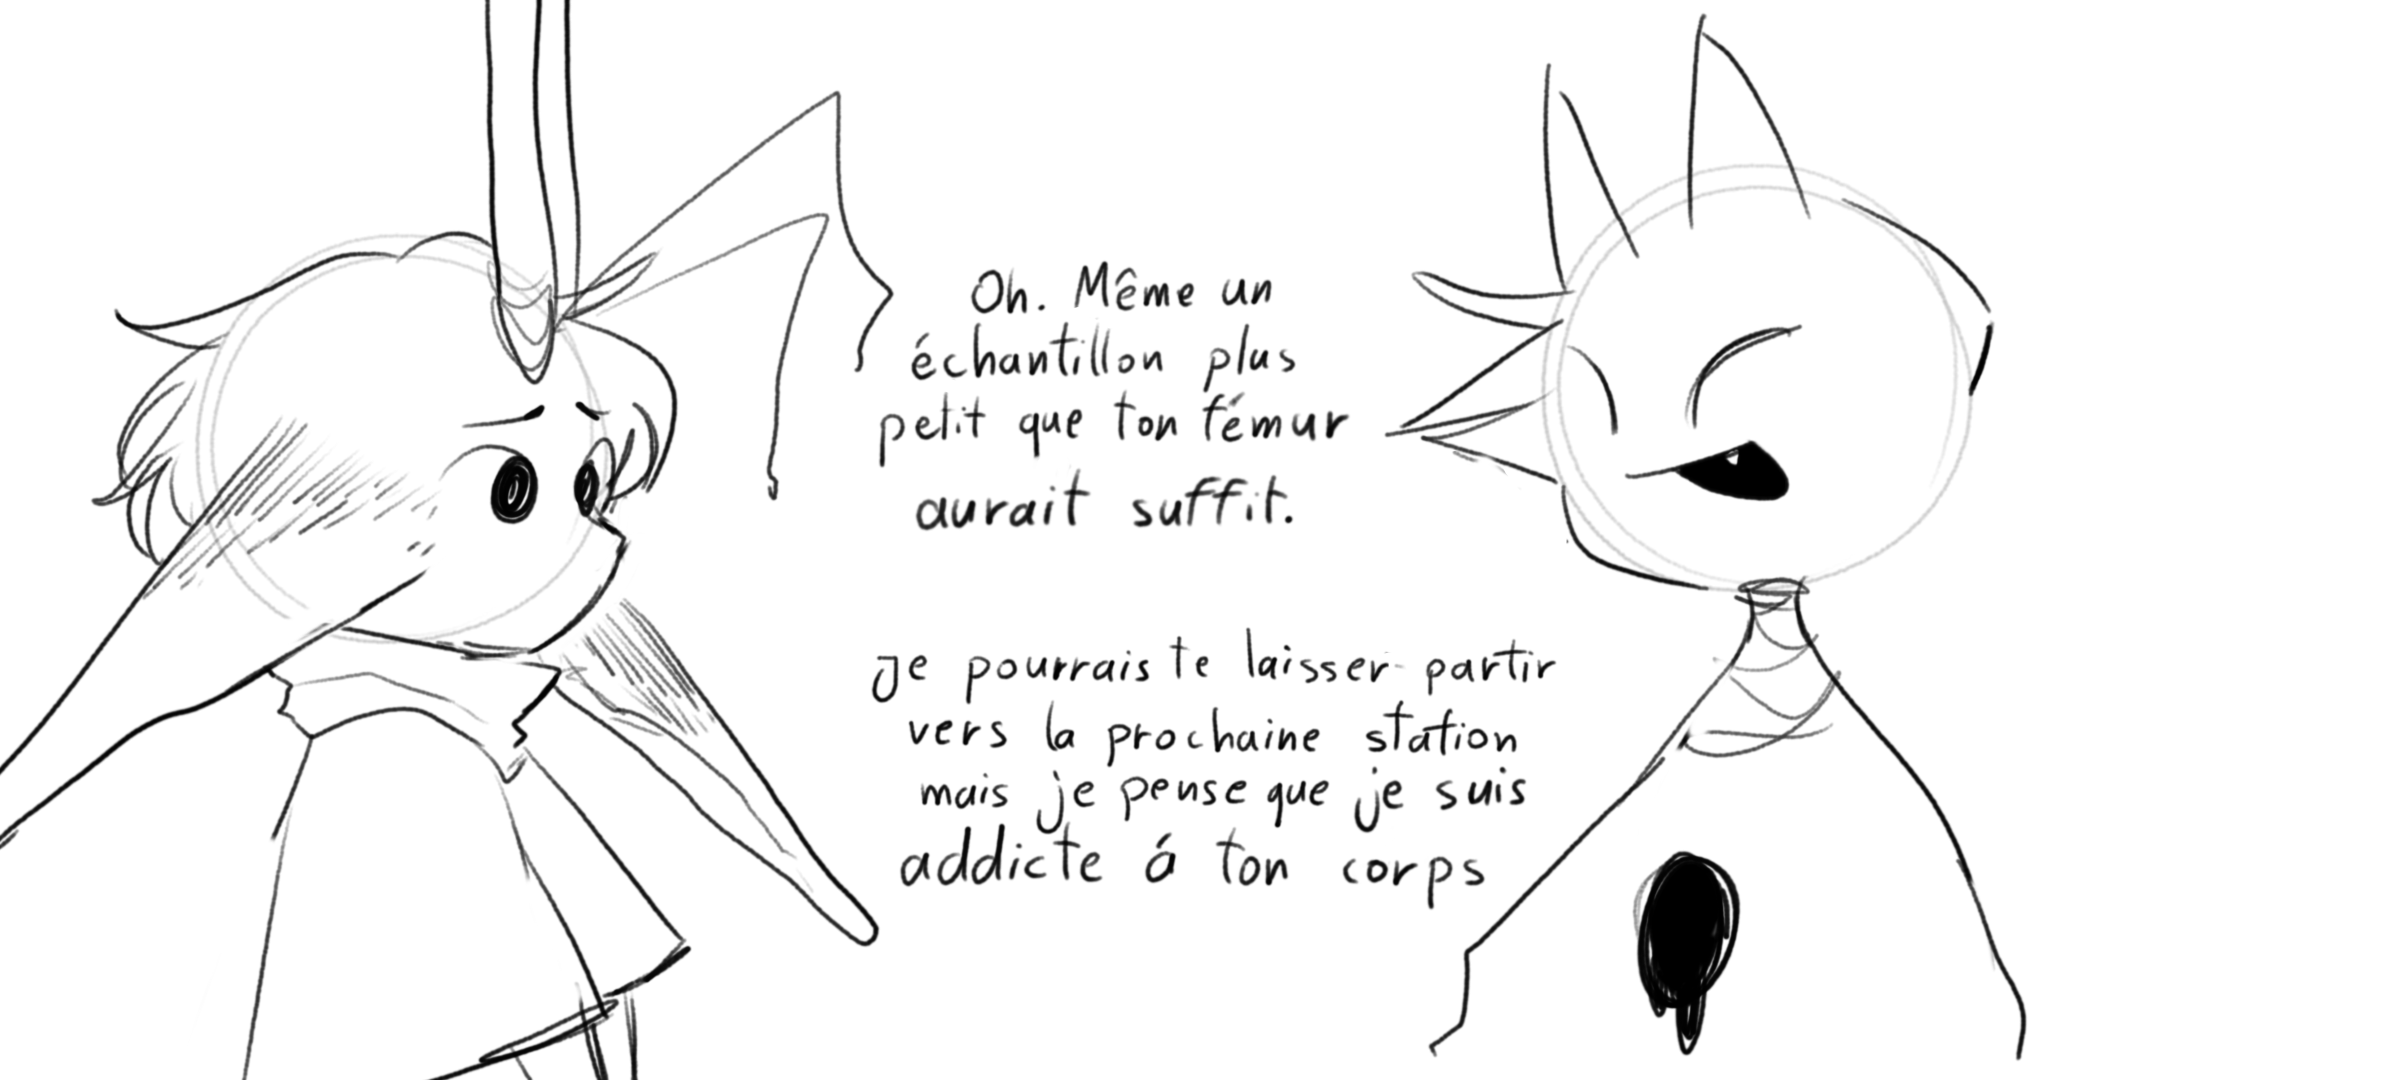 Oh. Même un
échantillon plus
petit que ton fémur
aurait suffit.
Je pourrais te laisser partir
vers la prochaine station
mais je pense que je suis
addicte á ton corps